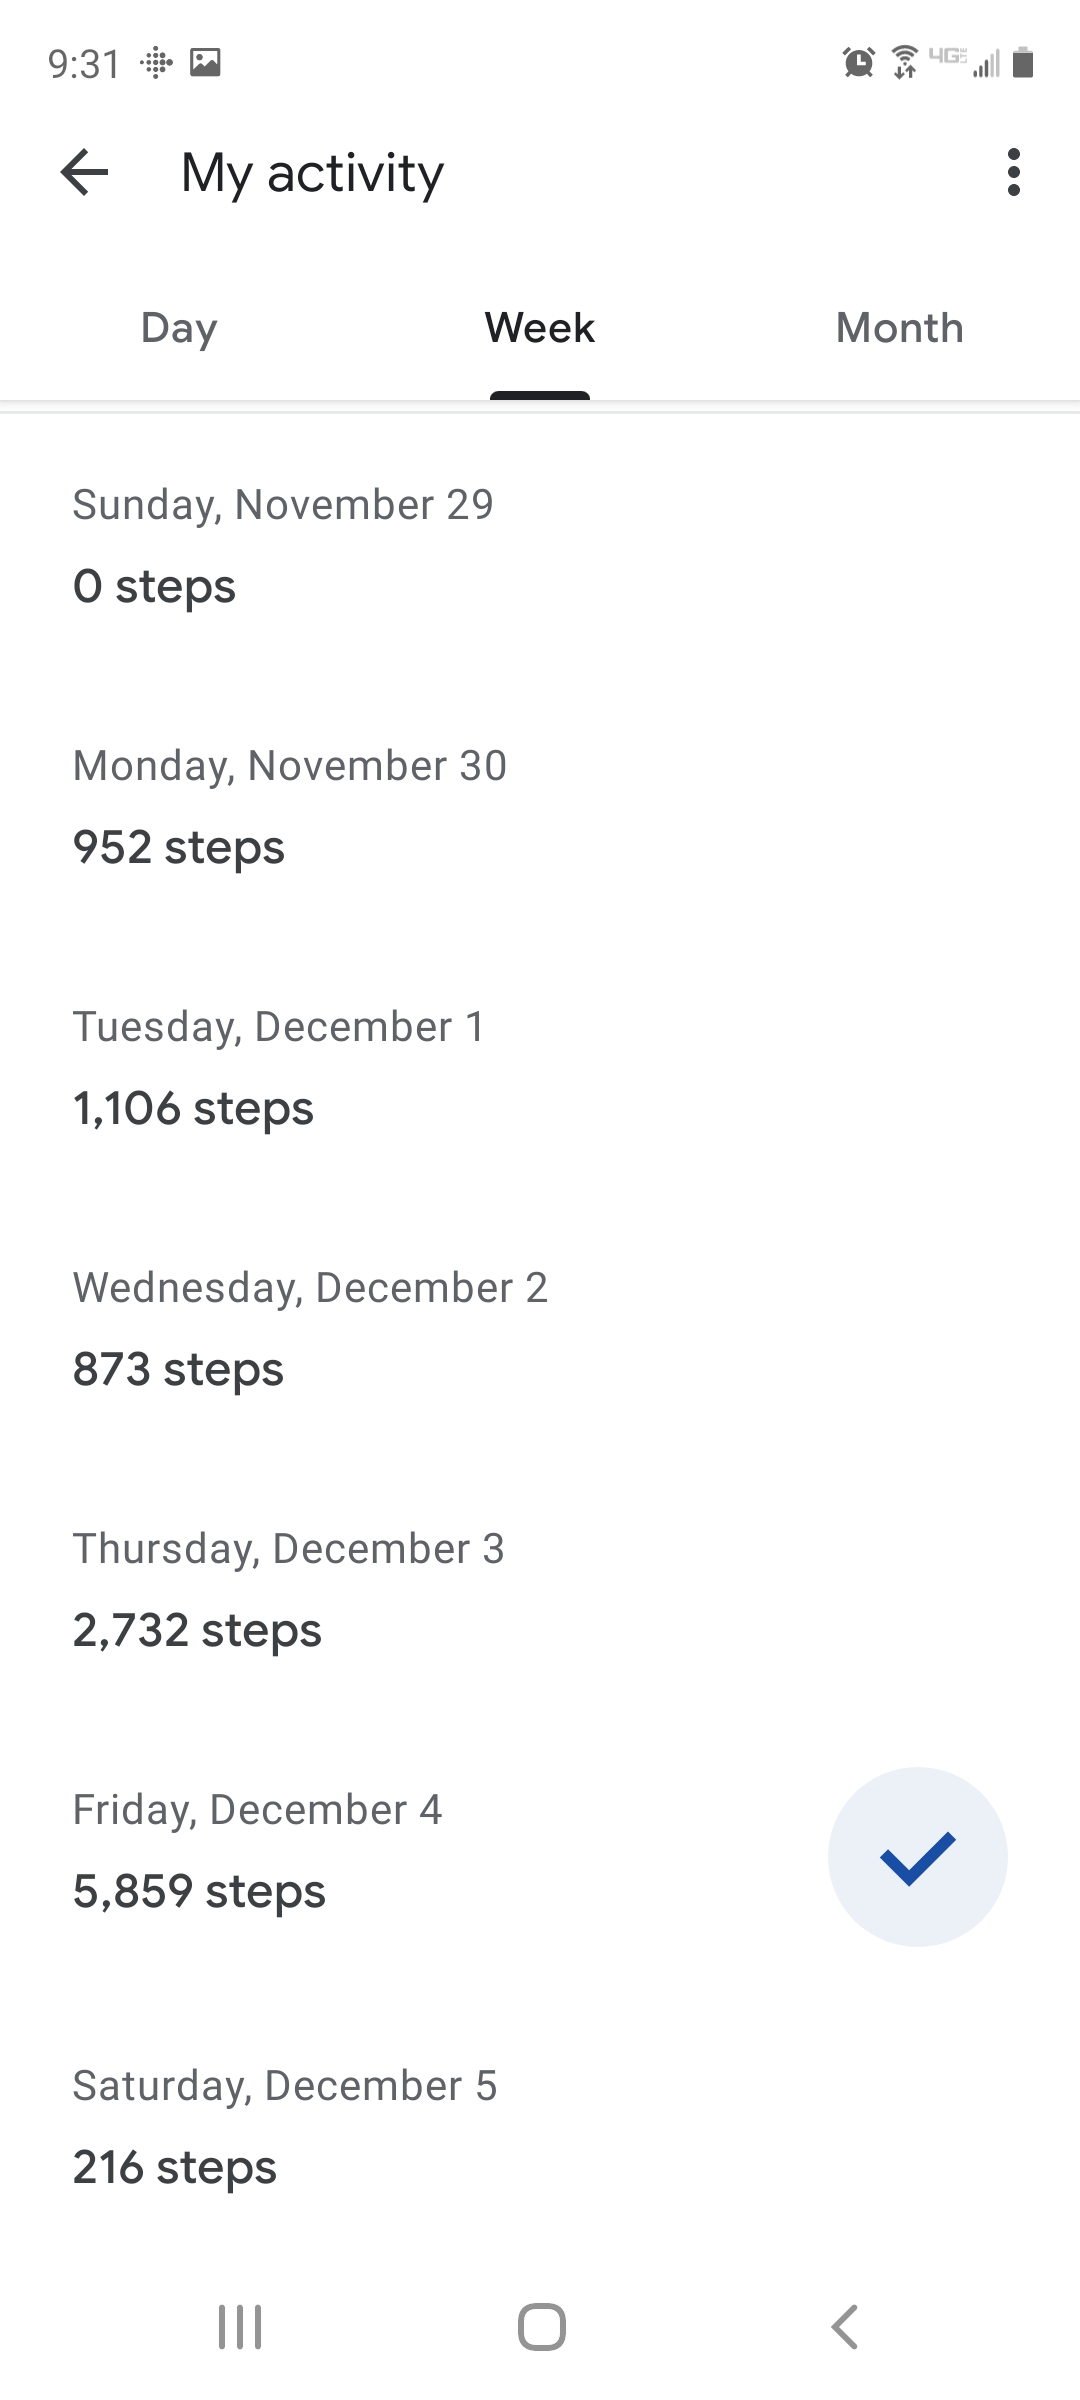 9:31
4G LTE
My activity
Day Week Month
Sunday, November 29
0 steps
Monday, November 30
952 steps
Tuesday, December 1
1,106 steps
Wednesday, December 2
873 steps
Thursday, December 3
2,732 steps
Friday, December 4
5,859 steps
Saturday, December 5
216 steps